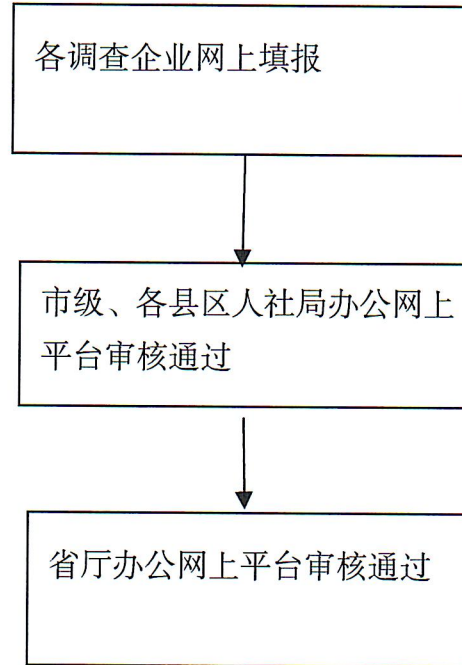 各调查企业网上填报
市级、各县区人社局办公网上
平台审核通过
省厅办公网上平台审核通过